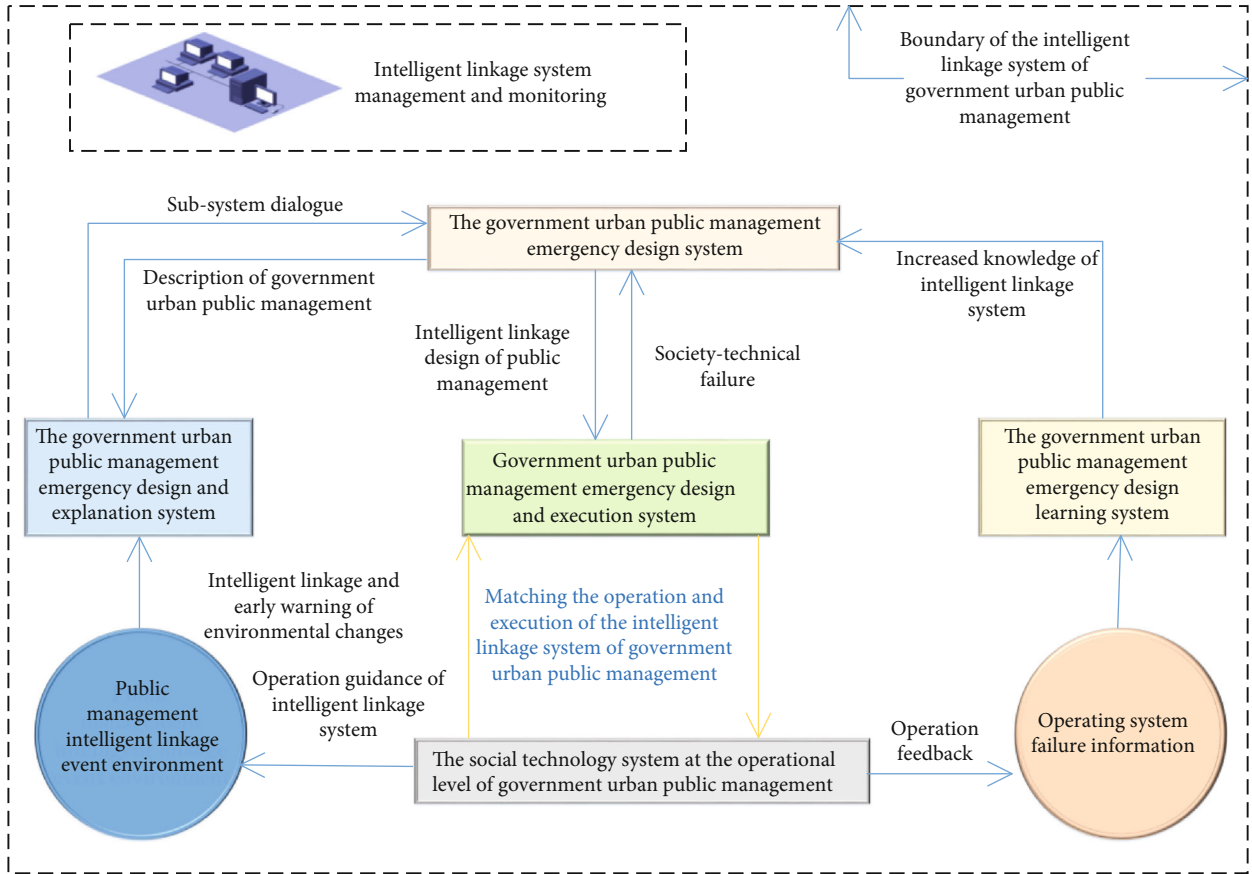 Intelligent linkage system
management and monitoring
Boundary of the intelligent
linkage system of
government urban public
management
Sub-system dialogue
The government urban public management
emergency design system
Description of government
urban public management
Increased knowledge of
intelligent linkage
system
Intelligent linkage
design of public
management
Society-technical
failure
The government urban
public management
emergency design and
explanation system
Government urban public
management emergency design
and execution system
The government urban
public management
emergency design
learning system
Intelligent linkage and
early warning of
environmental changes
Matching the operation and
execution of the intelligent
linkage system of government
urban public management
Operation guidance of
intelligent linkage
system
Public
management
intelligent linkage
event environment
The social technology system at the operational
level of government urban public management
Operation
feedback
Operating system
failure information